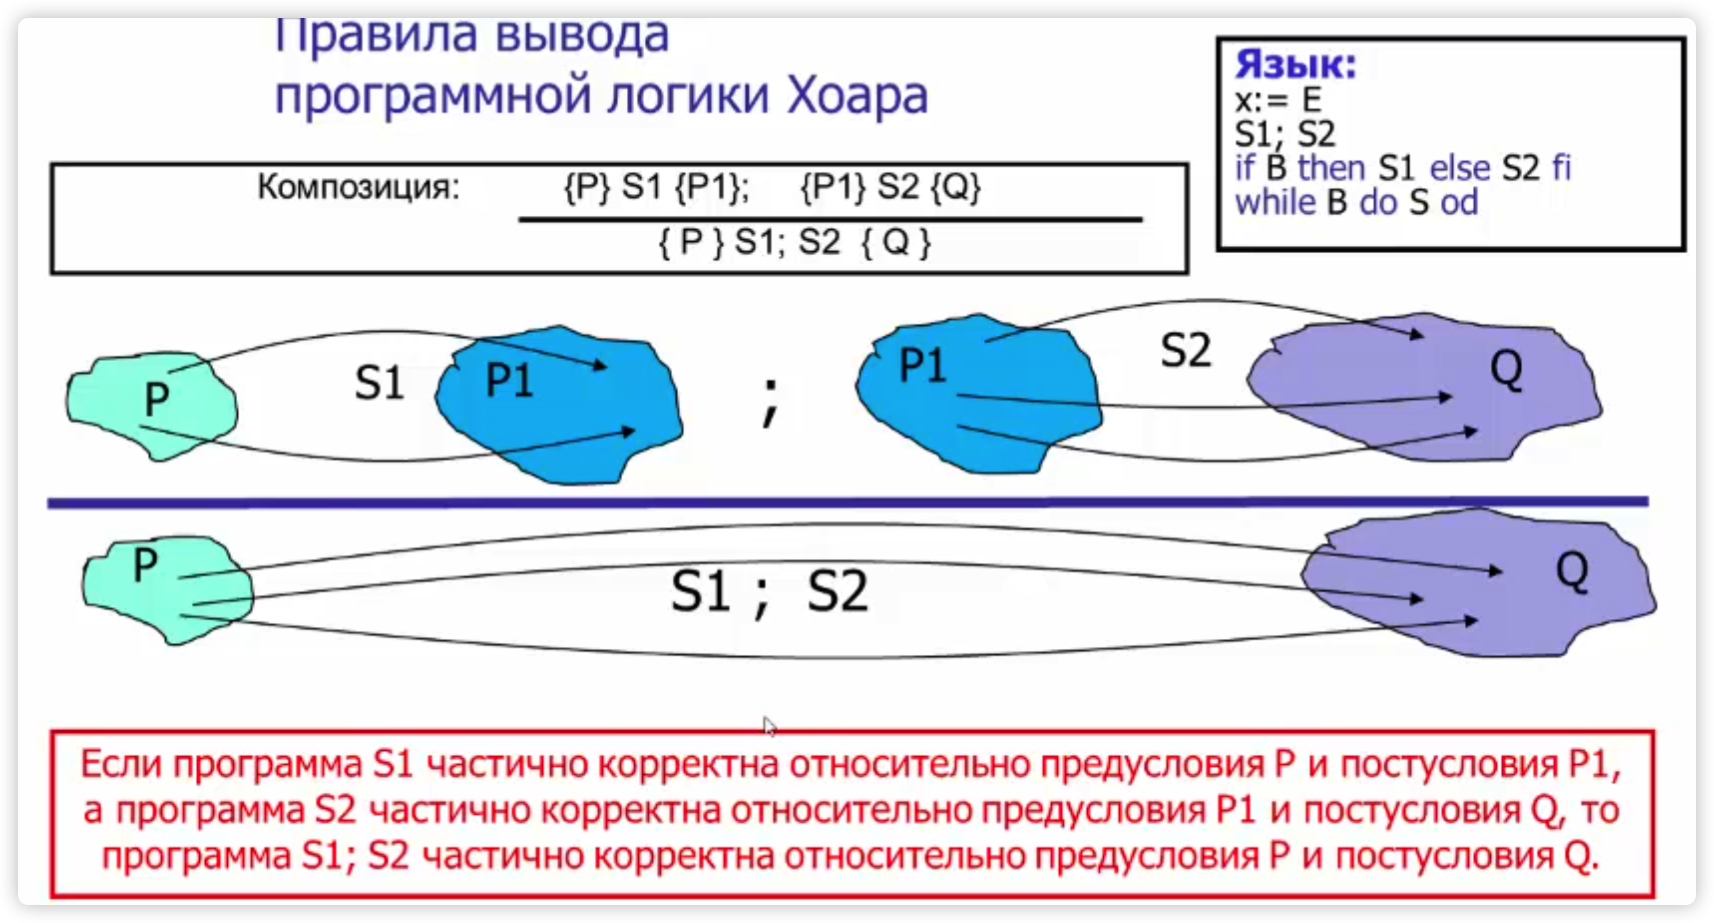 Правила вывода
программной логики Хоара
Язык:
x:= E
S1; S2
if B then S1 else S2 fi
while B do S od
Композиция: {P} S1 {P1}; {P1} S2 {Q}
{ P } S1; S2 { Q }
P S1 P1 ; P1 S2 Q
P S1 ; S2 Q
Если программа S1 частично корректна относительно предусловия P и постусловия P1,
а программа S2 частично корректна относительно предусловия P1 и постусловия Q, то
программа S1; S2 частично корректна относительно предусловия P и постусловия Q.